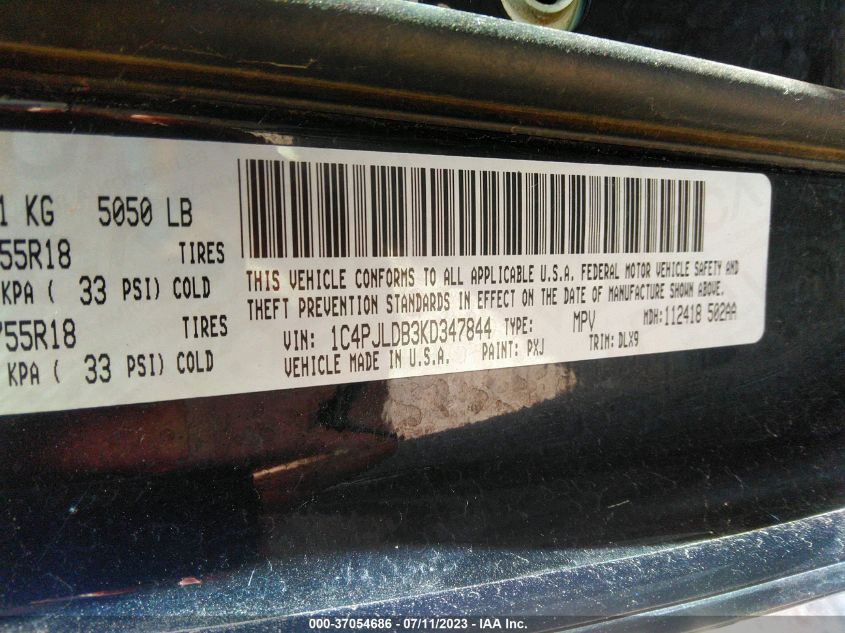 1 KG 5050 LB
55R18 TIRES
KPA ( 33 PSI) COLD
55R18 TIRES
KPA ( 33 PSI) COLD
THIS VEHICLE CONFORMS TO ALL APPLICABLE U.S.A. FEDERAL MOTOR VEHICLE SAFETY AND
THEFT PREVENTION STANDARDS IN EFFECT ON THE DATE OF MANUFACTURE SHOWN ABOVE.
VIN: 1C4PJLDB3KD347844 TYPE: MPV MDH:112418 502AA
VEHICLE MADE IN U.S.A. PAINT: PXJ TRIM: DLX9
000-37054686 - 07/11/2023 - IAA Inc.